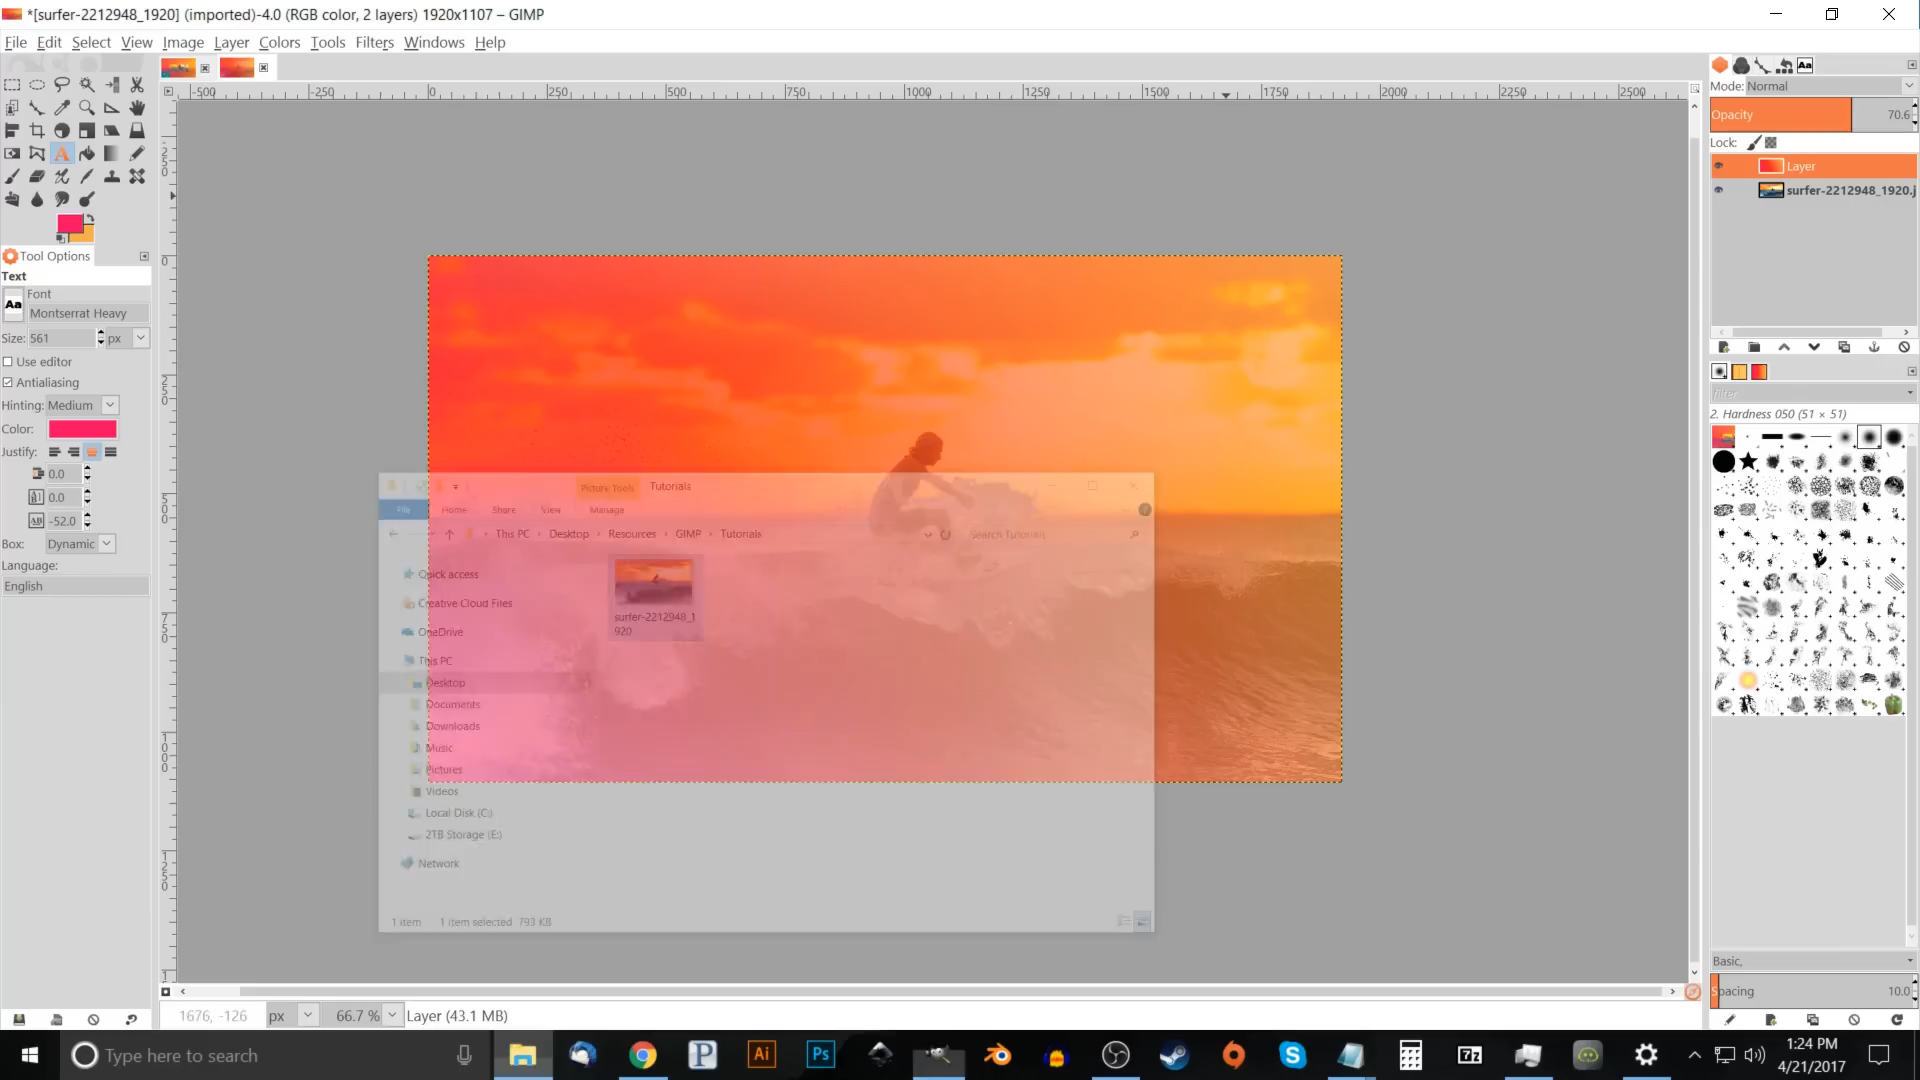 *[surfer-2212948_1920] (imported)-4.0 (RGB color, 2 layers) 1920x1107 – GIMP
File Edit Select View Image Layer Colors Tools Filters Windows Help
-500 -250 0 250 500 750 1000 1250 1500 1750 2000 2250 2500
Tool Options
Text
Font
Aa
Montserrat Heavy
Size: 561 px
Use editor
Antialiasing
Hinting: Medium
Color:
Justify:
0.0
0.0
-52.0
Box: Dynamic
Language:
English
Picture Tools Tutorials
File Home Share View Manage
This PC › Desktop › Resources › GIMP › Tutorials
Search Tutorials
Quick access
Creative Cloud Files
OneDrive
This PC
Desktop
Documents
Downloads
Music
Pictures
Videos
Local Disk (C:)
2TB Storage (E:)
Network
surfer-2212948_1
920
1 item 1 item selected 793 KB
Aa
Mode: Normal
Opacity 70.6
Lock:
Layer
surfer-2212948_1920.j
filter
2. Hardness 050 (51 × 51)
Basic,
Spacing 10.0
1676, -126 px 66.7 % Layer (43.1 MB)
Type here to search
P
Ai
Ps
7z
1:24 PM
4/21/2017